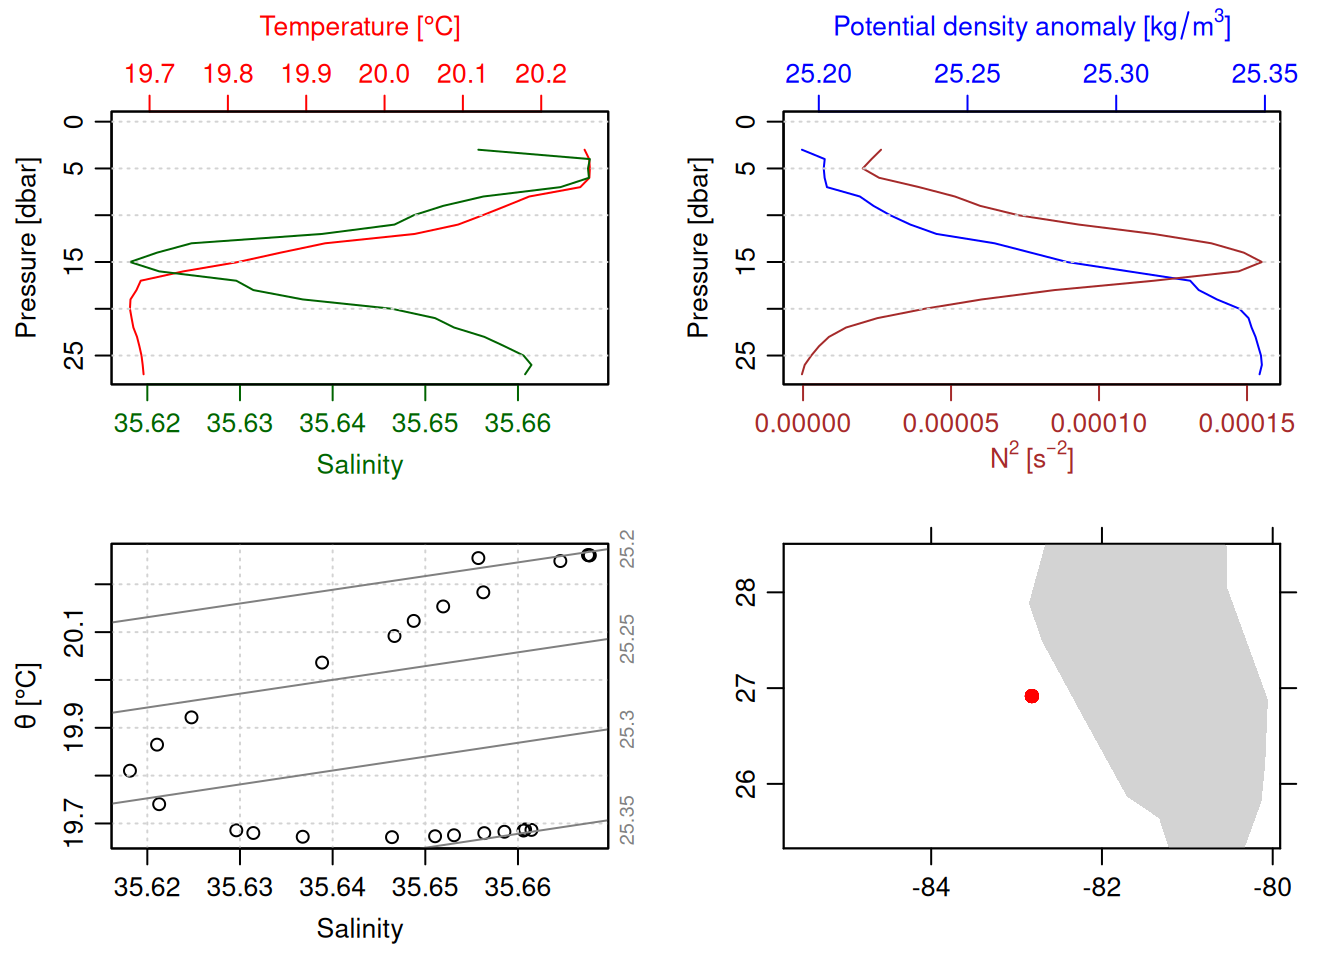 Temperature [°C]
19.7 19.8 19.9 20.0 20.1 20.2
Pressure [dbar]
0
5
15
25
35.62 35.63 35.64 35.65 35.66
Salinity
Potential density anomaly [kg/m³]
25.20 25.25 25.30 25.35
Pressure [dbar]
0
5
15
25
0.00000 0.00005 0.00010 0.00015
N² [s⁻²]
θ [°C]
20.1
19.9
19.7
25.2
25.25
25.3
25.35
35.62 35.63 35.64 35.65 35.66
Salinity
28
27
26
-84 -82 -80